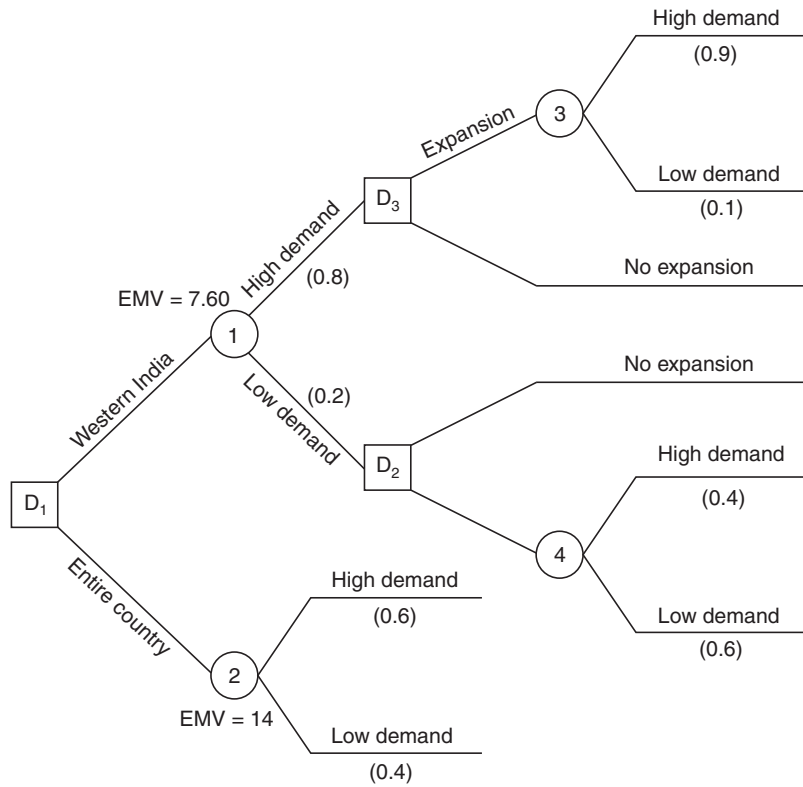 High demand
(0.9)
Expansion
3
Low demand
(0.1)
D₃
High demand
(0.8)
No expansion
EMV = 7.60
1
Western India
(0.2)
Low demand
No expansion
D₂
High demand
(0.4)
D₁
4
Entire country
High demand
(0.6)
Low demand
(0.6)
2
EMV = 14
Low demand
(0.4)